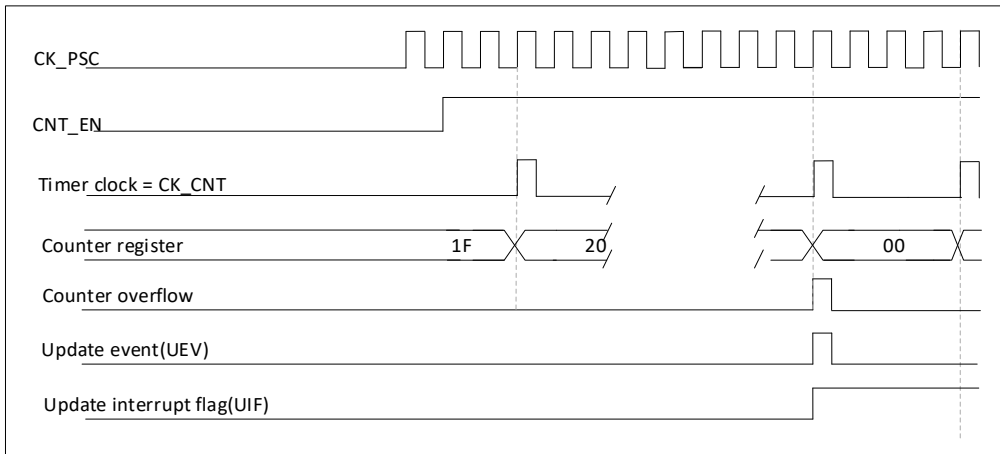 CK_PSC
CNT_EN
Timer clock = CK_CNT
Counter register 1F 20 00
Counter overflow
Update event(UEV)
Update interrupt flag(UIF)